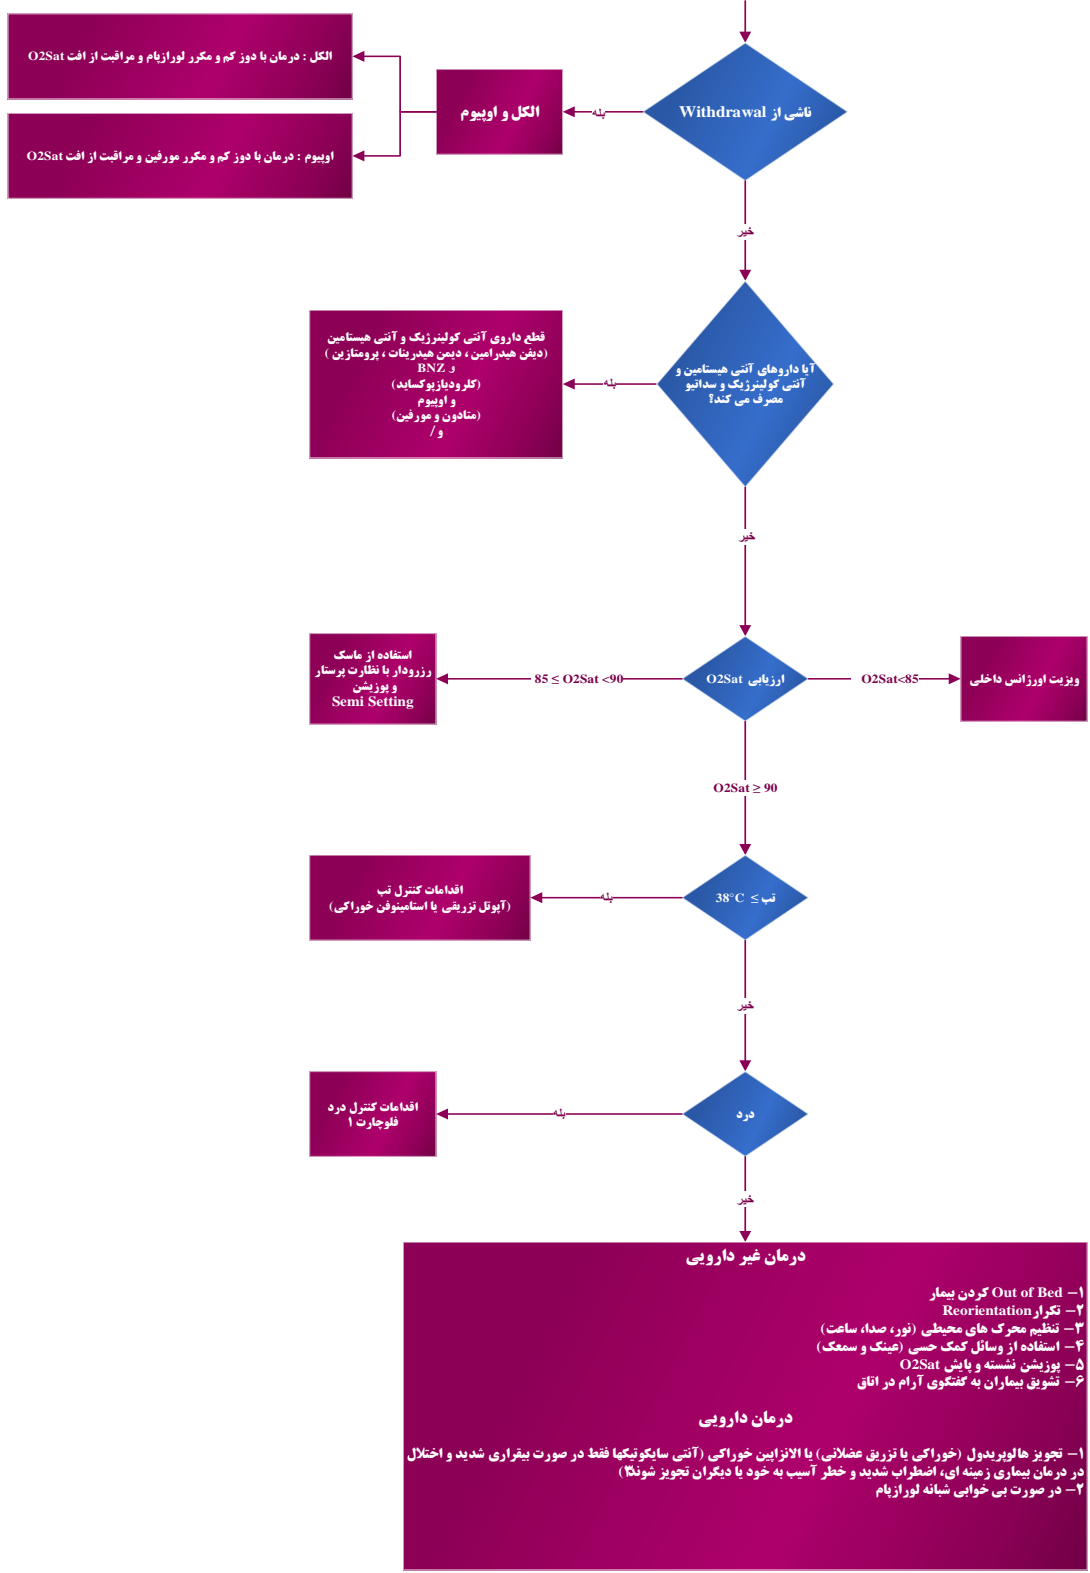 ناشی از Withdrawal
بله
الکل و اوپیوم
الکل : درمان با دوز کم و مکرر لورازپام و مراقبت از افت O2Sat
اوپیوم : درمان با دوز کم و مکرر مورفین و مراقبت از افت O2Sat
خیر
آیا داروهای آنتی هیستامین و
آنتی کولینرژیک و سداتیو
مصرف می کند؟
بله
قطع داروی آنتی کولینرژیک و آنتی هیستامین
(دیفن هیدرامین ، دیمن هیدرینات ، پرومتازین )
و BNZ
(کلرودیازپوکساید)
و اوپیوم
(متادون و مورفین)
و /
خیر
ارزیابی O2Sat
O2Sat<85
ویزیت اورژانس داخلی
85 ≤ O2Sat <90
استفاده از ماسک
رزرودار با نظارت پرستار
و پوزیشن
Semi Setting
O2Sat ≥ 90
تب ≥ 38°C
بله
اقدامات کنترل تب
(آپوتل تزریقی یا استامینوفن خوراکی)
خیر
درد
بله
اقدامات کنترل درد
فلوچارت ۱
خیر
درمان غیر دارویی
۱– Out of Bed کردن بیمار
۲– تکرار Reorientation
۳– تنظیم محرک های محیطی (نور، صدا، ساعت)
۴– استفاده از وسائل کمک حسی (عینک و سمعک)
۵– پوزیشن نشسته و پایش O2Sat
۶– تشویق بیماران به گفتگوی آرام در اتاق
درمان دارویی
۱– تجویز هالوپریدول (خوراکی یا تزریق عضلانی) یا الانزاپین خوراکی (آنتی سایکوتیکها فقط در صورت بیقراری شدید و اختلال
در درمان بیماری زمینه ای، اضطراب شدید و خطر آسیب به خود یا دیگران تجویز شوند)
۲– در صورت بی خوابی شبانه لورازپام